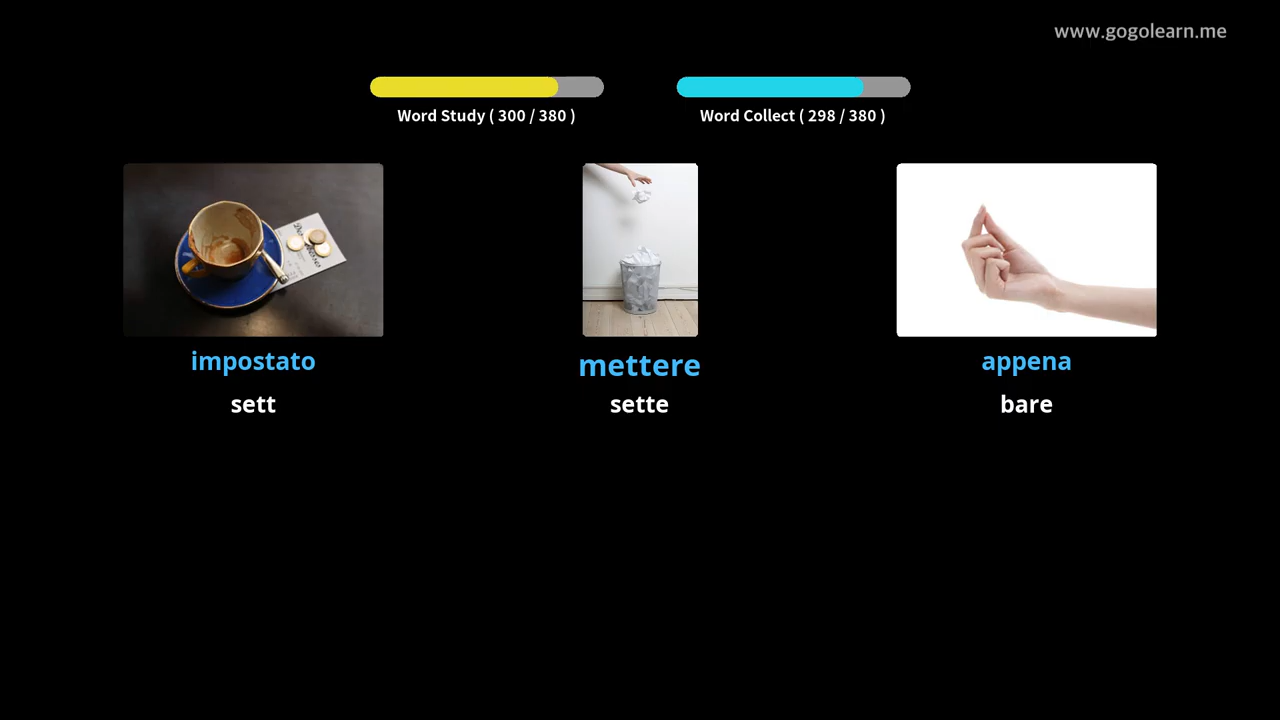 www.gogolearn.me
Word Study ( 300 / 380 )
Word Collect ( 298 / 380 )
impostato
mettere
appena
sett
sette
bare